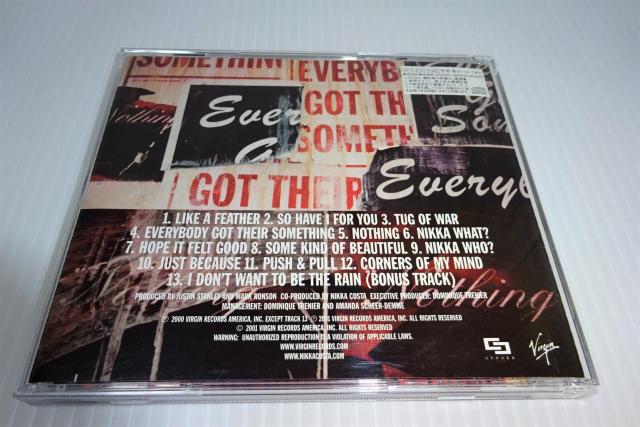 SOMETHIN
EVERYB
GOT TH
SOMETH
Every
Nothing
GOT THEIR
Everyb
1. LIKE A FEATHER 2. SO HAVE I FOR YOU 3. TUG OF WAR
4. EVERYBODY GOT THEIR SOMETHING 5. NOTHING 6. NIKKA WHAT?
7. HOPE IT FELT GOOD 8. SOME KIND OF BEAUTIFUL 9. NIKKA WHO?
10. JUST BECAUSE 11. PUSH & PULL 12. CORNERS OF MY MIND
13. I DON'T WANT TO BE THE RAIN (BONUS TRACK)
Nothing
PRODUCED BY JUSTIN STANLEY AND MARK RONSON CO-PRODUCED BY NIKKA COSTA EXECUTIVE PRODUCER: DOMINIQUE TRENIER
MANAGEMENT: DOMINIQUE TRENIER AND AMANDA SCHEER-DEMME
Ⓟ 2000 VIRGIN RECORDS AMERICA, INC. EXCEPT TRACK 13 Ⓟ 2001 VIRGIN RECORDS AMERICA, INC. ALL RIGHTS RESERVED
© 2001 VIRGIN RECORDS AMERICA, INC. ALL RIGHTS RESERVED
WARNING: UNAUTHORIZED REPRODUCTION IS A VIOLATION OF APPLICABLE LAWS.
WWW.VIRGINRECORDS.COM
WWW.NIKKACOSTA.COM
CHEEBA
Virgin